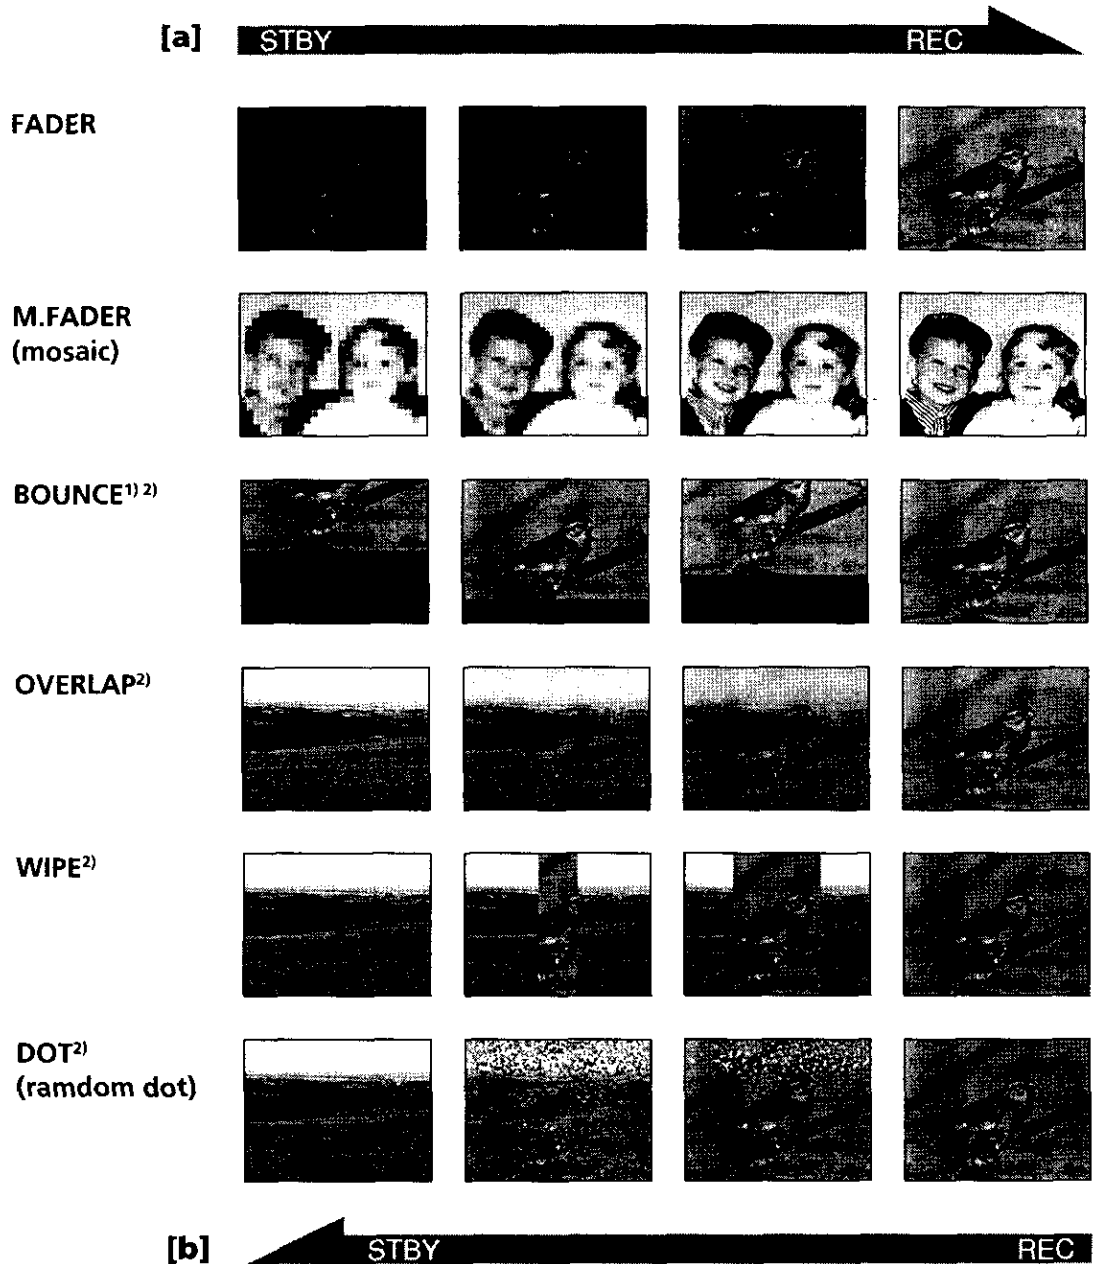 [a] STBY REC
FADER
M.FADER
(mosaic)
BOUNCE¹⁾ ²⁾
OVERLAP²⁾
WIPE²⁾
DOT²⁾
(ramdom dot)
[b] STBY REC